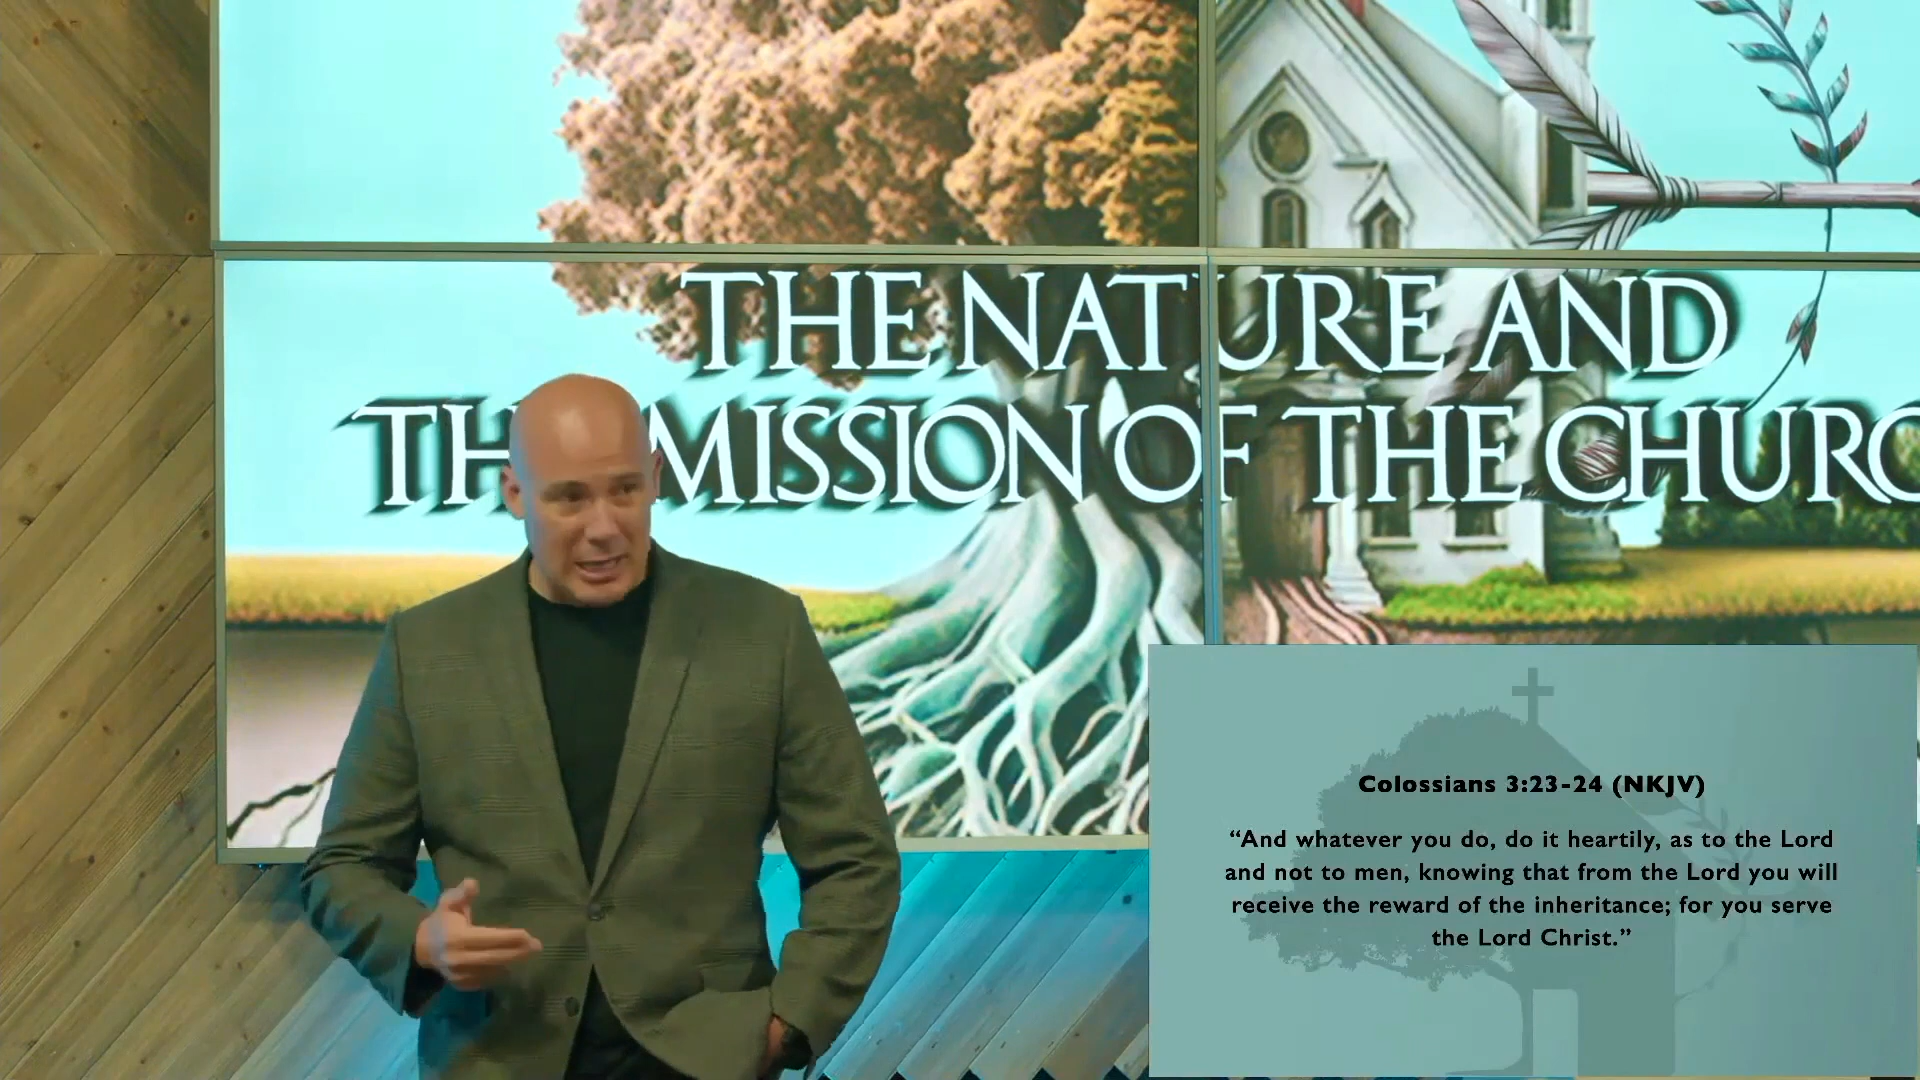 THE NATURE AND
TH MISSION OF THE CHURC
Colossians 3:23-24 (NKJV)
“And whatever you do, do it heartily, as to the Lord
and not to men, knowing that from the Lord you will
receive the reward of the inheritance; for you serve
the Lord Christ.”